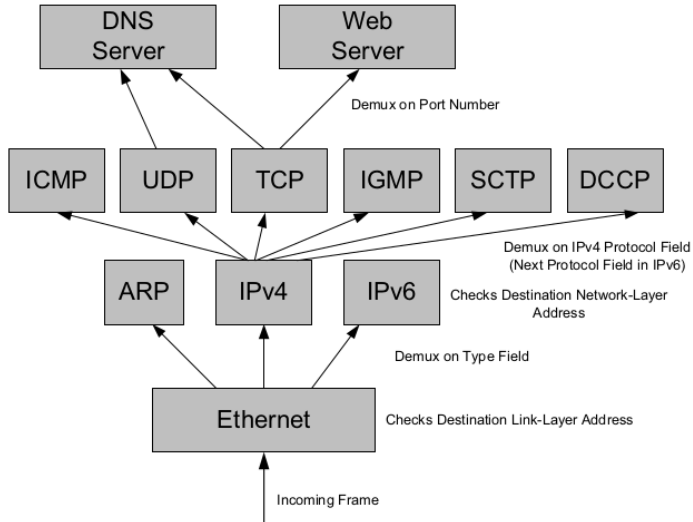 DNS
Server
Web
Server
Demux on Port Number
ICMP
UDP
TCP
IGMP
SCTP
DCCP
Demux on IPv4 Protocol Field
(Next Protocol Field in IPv6)
ARP
IPv4
IPv6
Checks Destination Network-Layer
Address
Demux on Type Field
Ethernet
Checks Destination Link-Layer Address
Incoming Frame